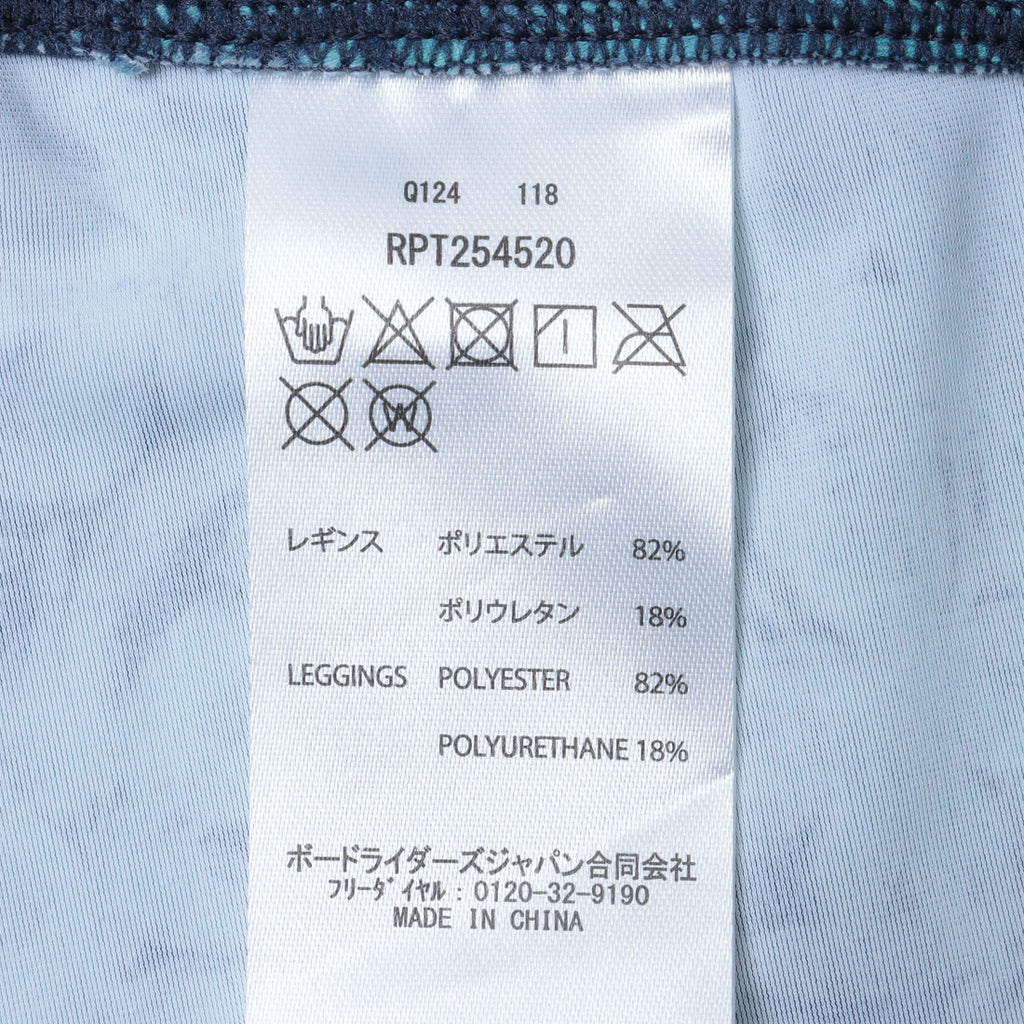 Q124 118
RPT254520
W
レギンス ポリエステル 82%
ポリウレタン 18%
LEGGINGS POLYESTER 82%
POLYURETHANE 18%
ボードライダーズジャパン合同会社
フリーダイヤル:0120-32-9190
MADE IN CHINA